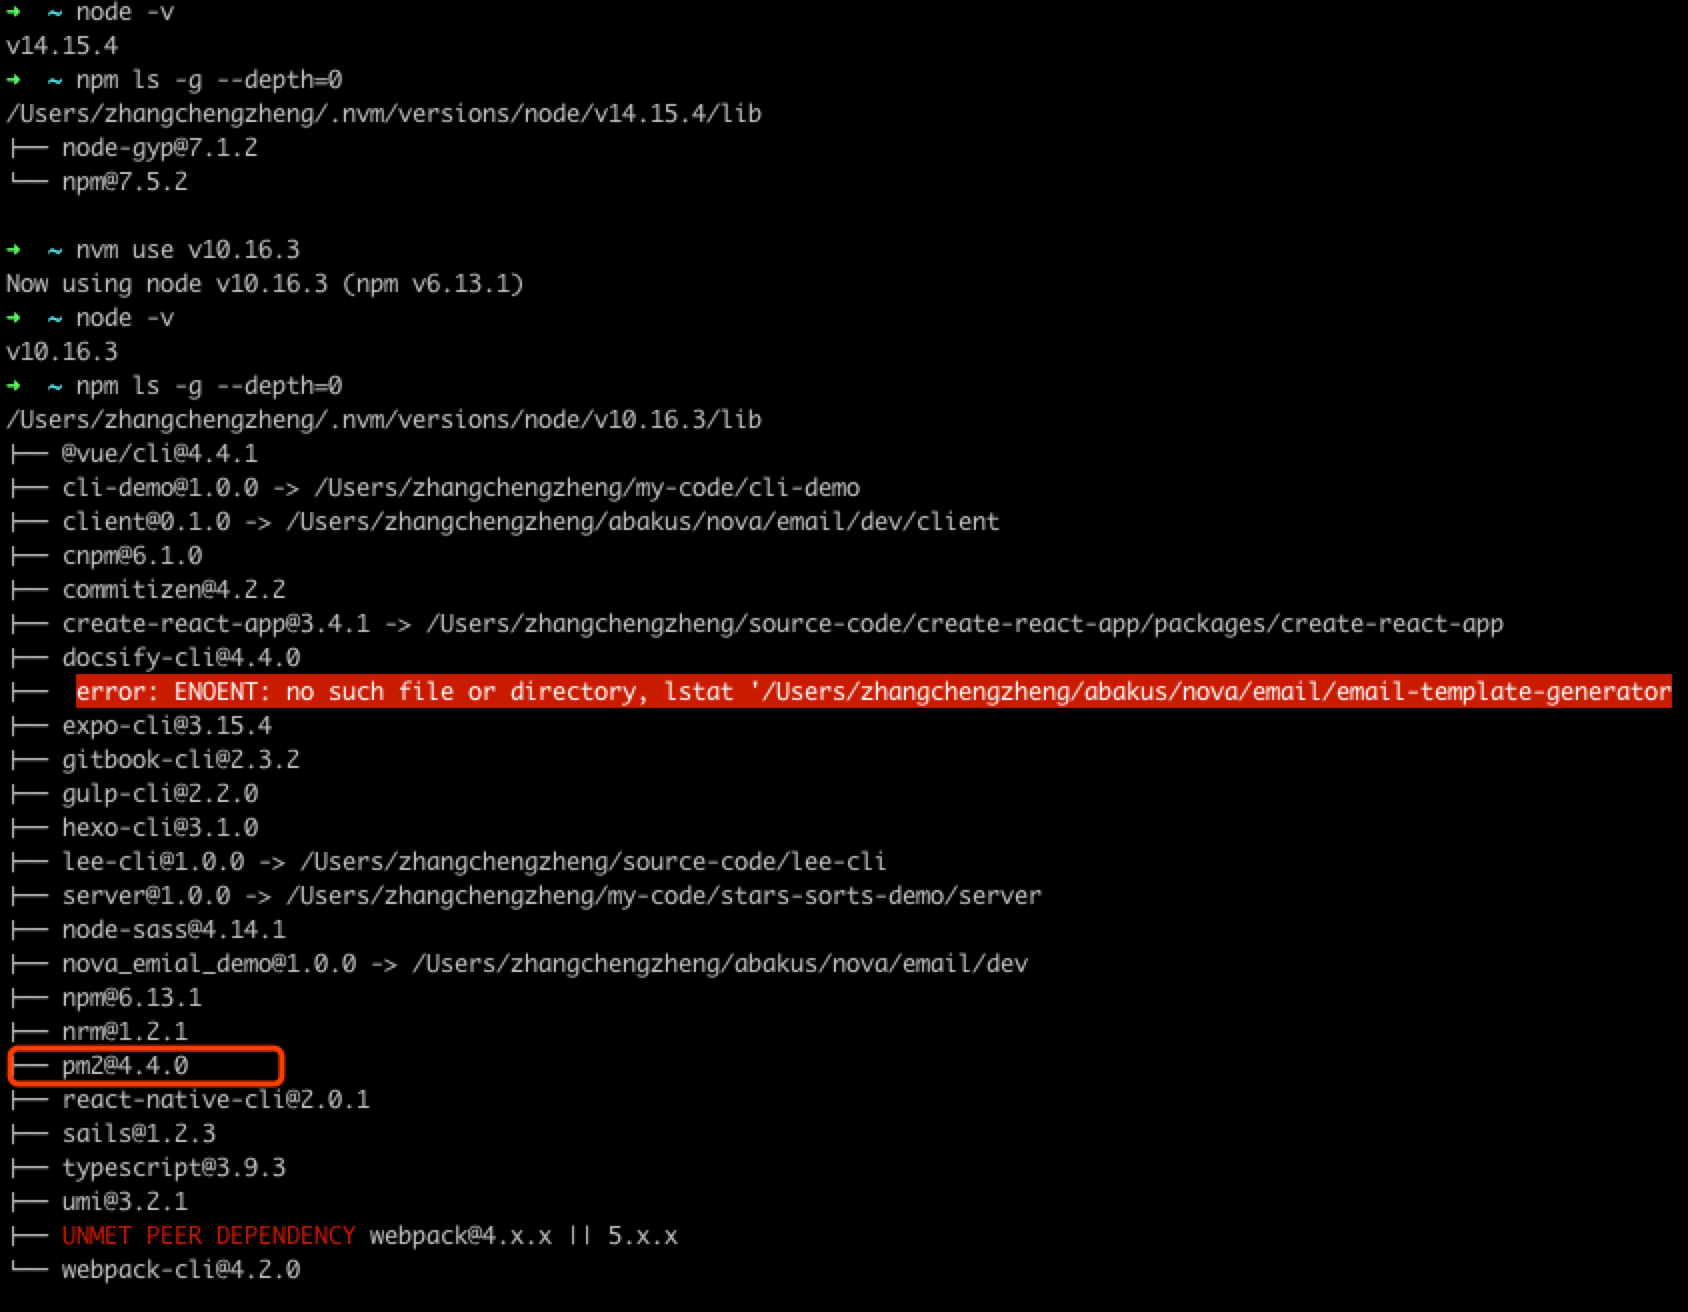 ➜  ~ node -v
v14.15.4
➜  ~ npm ls -g --depth=0
/Users/zhangchengzheng/.nvm/versions/node/v14.15.4/lib
├── node-gyp@7.1.2
└── npm@7.5.2
➜  ~ nvm use v10.16.3
Now using node v10.16.3 (npm v6.13.1)
➜  ~ node -v
v10.16.3
➜  ~ npm ls -g --depth=0
/Users/zhangchengzheng/.nvm/versions/node/v10.16.3/lib
├── @vue/cli@4.4.1
├── cli-demo@1.0.0 -> /Users/zhangchengzheng/my-code/cli-demo
├── client@0.1.0 -> /Users/zhangchengzheng/abakus/nova/email/dev/client
├── cnpm@6.1.0
├── commitizen@4.2.2
├── create-react-app@3.4.1 -> /Users/zhangchengzheng/source-code/create-react-app/packages/create-react-app
├── docsify-cli@4.4.0
├──  error: ENOENT: no such file or directory, lstat '/Users/zhangchengzheng/abakus/nova/email/email-template-generator
├── expo-cli@3.15.4
├── gitbook-cli@2.3.2
├── gulp-cli@2.2.0
├── hexo-cli@3.1.0
├── lee-cli@1.0.0 -> /Users/zhangchengzheng/source-code/lee-cli
├── server@1.0.0 -> /Users/zhangchengzheng/my-code/stars-sorts-demo/server
├── node-sass@4.14.1
├── nova_emial_demo@1.0.0 -> /Users/zhangchengzheng/abakus/nova/email/dev
├── npm@6.13.1
├── nrm@1.2.1
├── pm2@4.4.0
├── react-native-cli@2.0.1
├── sails@1.2.3
├── typescript@3.9.3
├── umi@3.2.1
├── UNMET PEER DEPENDENCY webpack@4.x.x || 5.x.x
└── webpack-cli@4.2.0